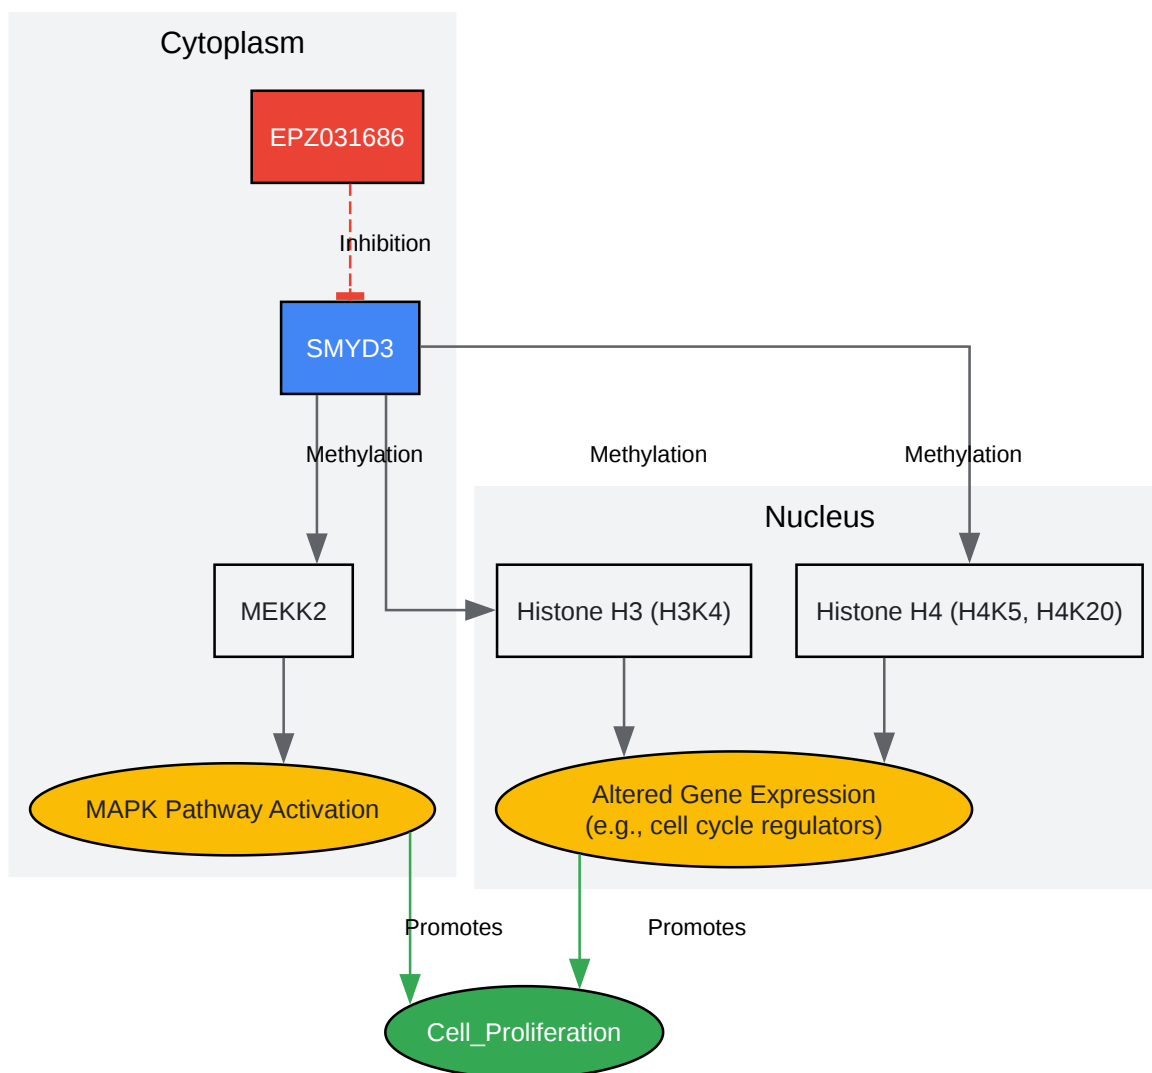 Cytoplasm
EPZ031686
Inhibition
SMYD3
Methylation
Methylation
Methylation
Nucleus
MEKK2
Histone H3 (H3K4)
Histone H4 (H4K5, H4K20)
MAPK Pathway Activation
Altered Gene Expression
(e.g., cell cycle regulators)
Promotes
Promotes
Cell_Proliferation